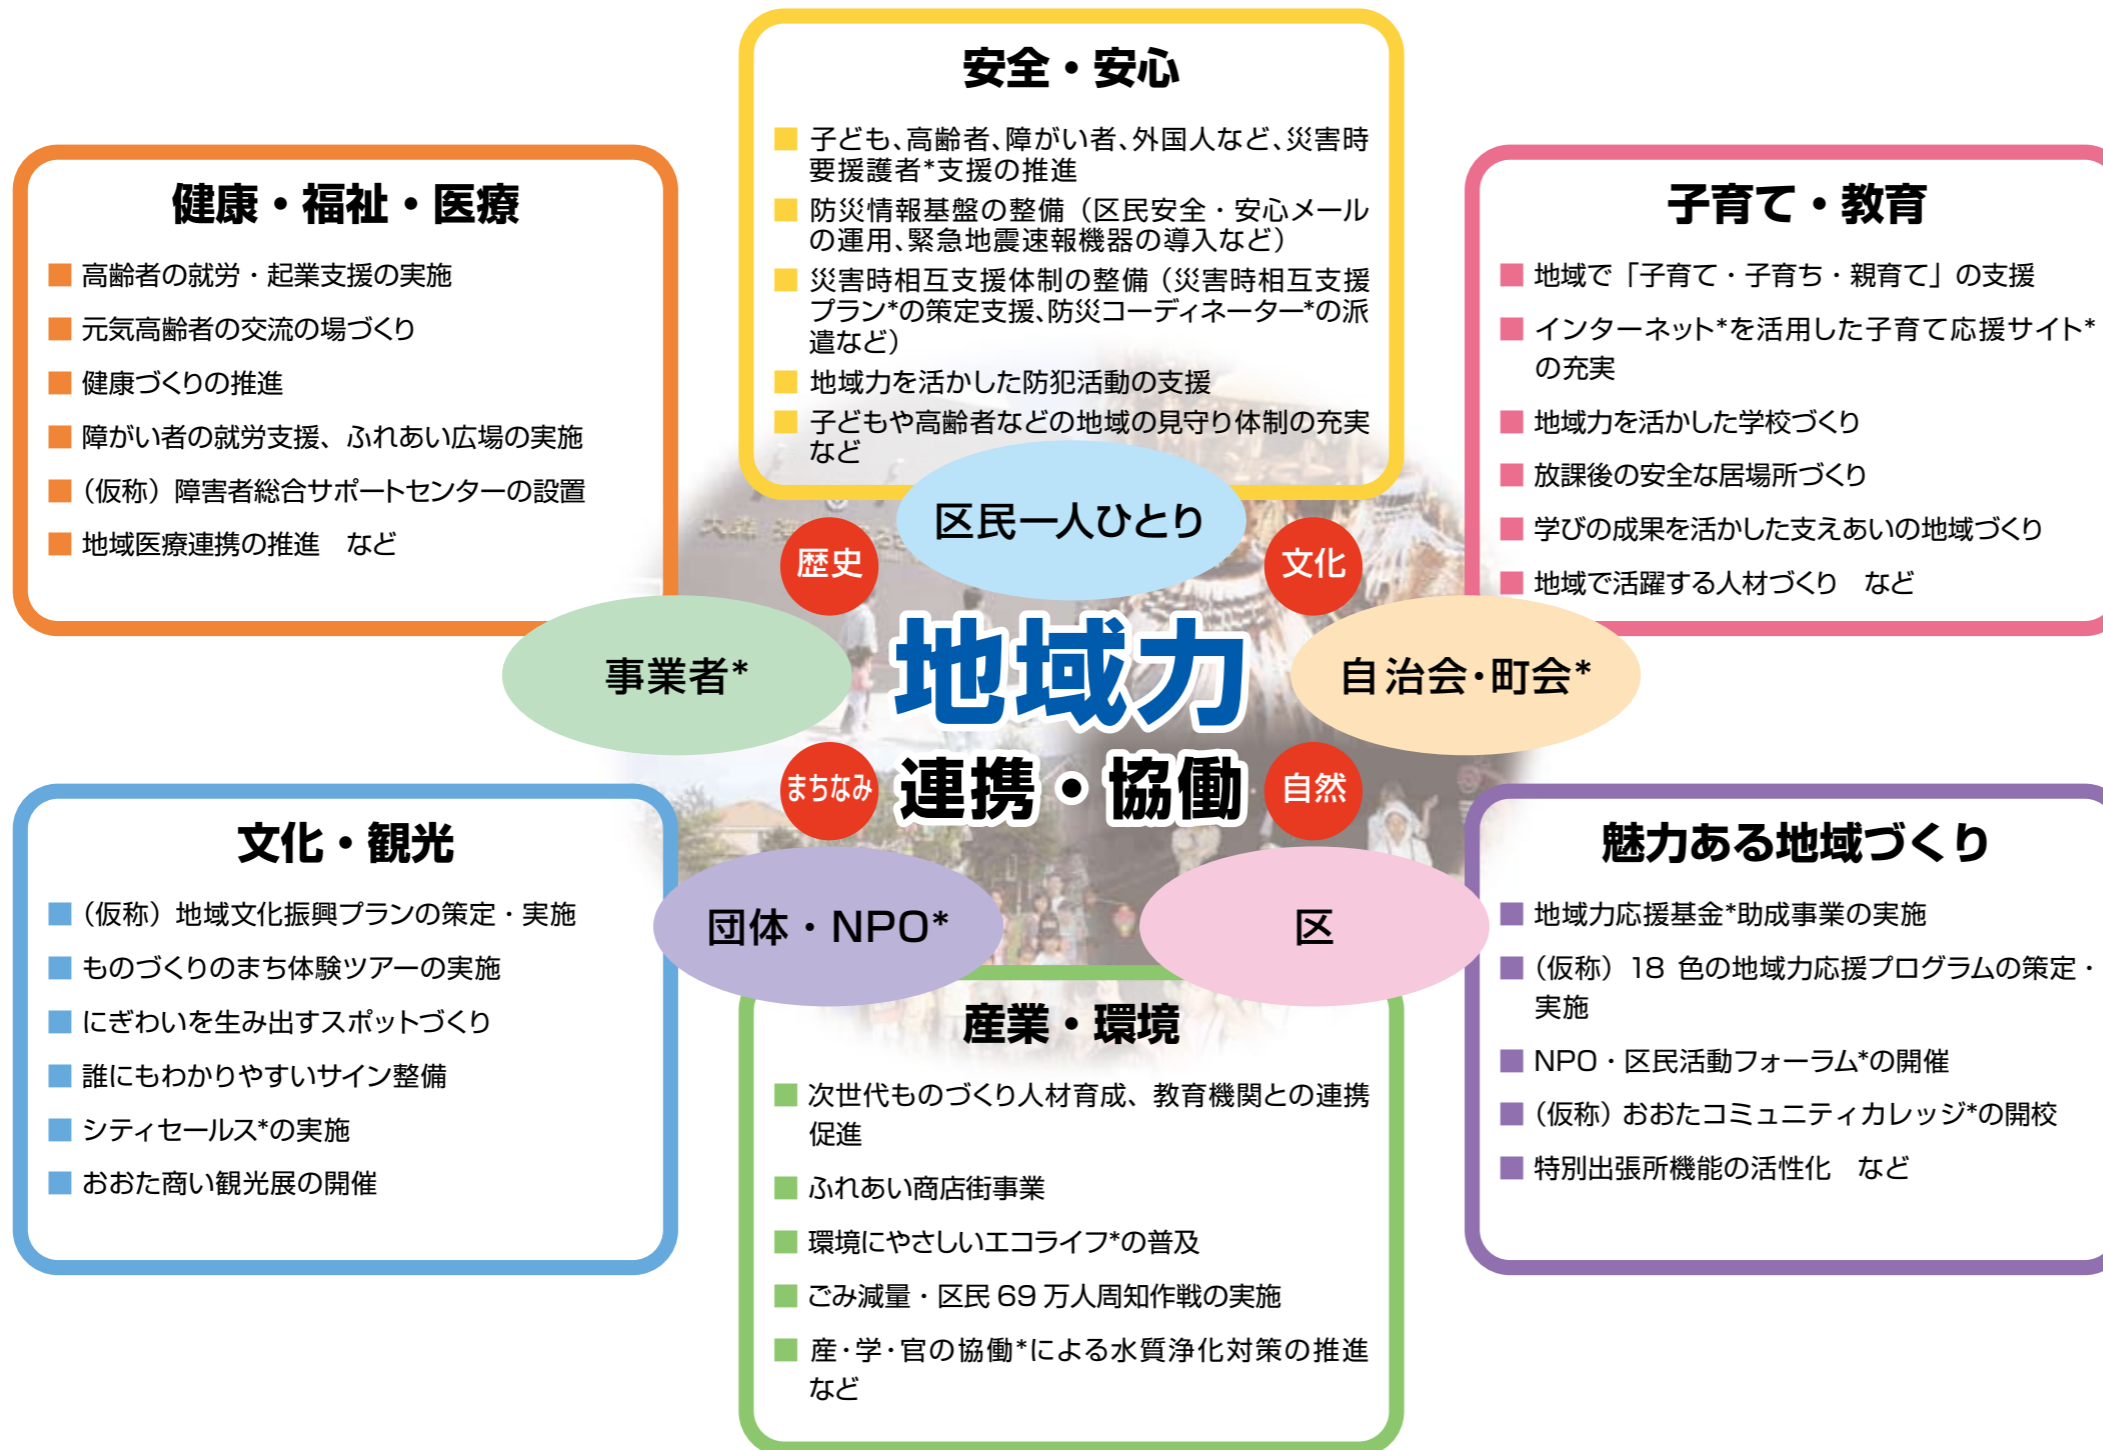 安全・安心
■ 子ども、高齢者、障がい者、外国人など、災害時
要援護者*支援の推進
■ 防災情報基盤の整備（区民安全・安心メール
の運用、緊急地震速報機器の導入など）
■ 災害時相互支援体制の整備（災害時相互支援
プラン*の策定支援、防災コーディネーター*の派
遣など）
■ 地域力を活かした防犯活動の支援
■ 子どもや高齢者などの地域の見守り体制の充実
など
健康・福祉・医療
■ 高齢者の就労・起業支援の実施
■ 元気高齢者の交流の場づくり
■ 健康づくりの推進
■ 障がい者の就労支援、ふれあい広場の実施
■（仮称）障害者総合サポートセンターの設置
■ 地域医療連携の推進　など
子育て・教育
■ 地域で「子育て・子育ち・親育て」の支援
■ インターネット*を活用した子育て応援サイト*
の充実
■ 地域力を活かした学校づくり
■ 放課後の安全な居場所づくり
■ 学びの成果を活かした支えあいの地域づくり
■ 地域で活躍する人材づくり　など
区民一人ひとり
歴史
文化
事業者*
地域力
自治会・町会*
まちなみ
連携・協働
自然
団体・NPO*
区
文化・観光
■（仮称）地域文化振興プランの策定・実施
■ ものづくりのまち体験ツアーの実施
■ にぎわいを生み出すスポットづくり
■ 誰にもわかりやすいサイン整備
■ シティセールス*の実施
■ おおた商い観光展の開催
魅力ある地域づくり
■ 地域力応援基金*助成事業の実施
■（仮称）18 色の地域力応援プログラムの策定・
実施
■ NPO・区民活動フォーラム*の開催
■（仮称）おおたコミュニティカレッジ*の開校
■ 特別出張所機能の活性化　など
産業・環境
■ 次世代ものづくり人材育成、教育機関との連携
促進
■ ふれあい商店街事業
■ 環境にやさしいエコライフ*の普及
■ ごみ減量・区民 69 万人周知作戦の実施
■ 産・学・官の協働*による水質浄化対策の推進
など